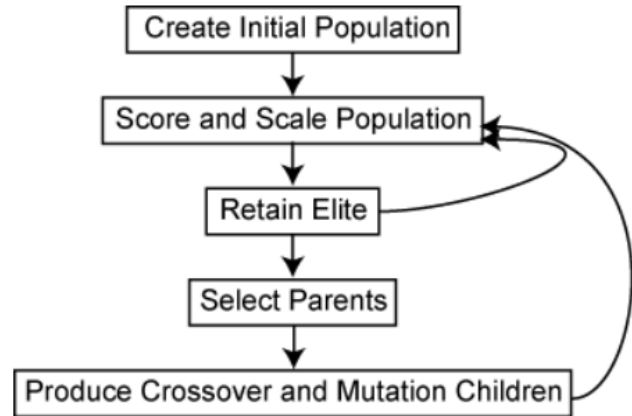 Create Initial Population
Score and Scale Population
Retain Elite
Select Parents
Produce Crossover and Mutation Children